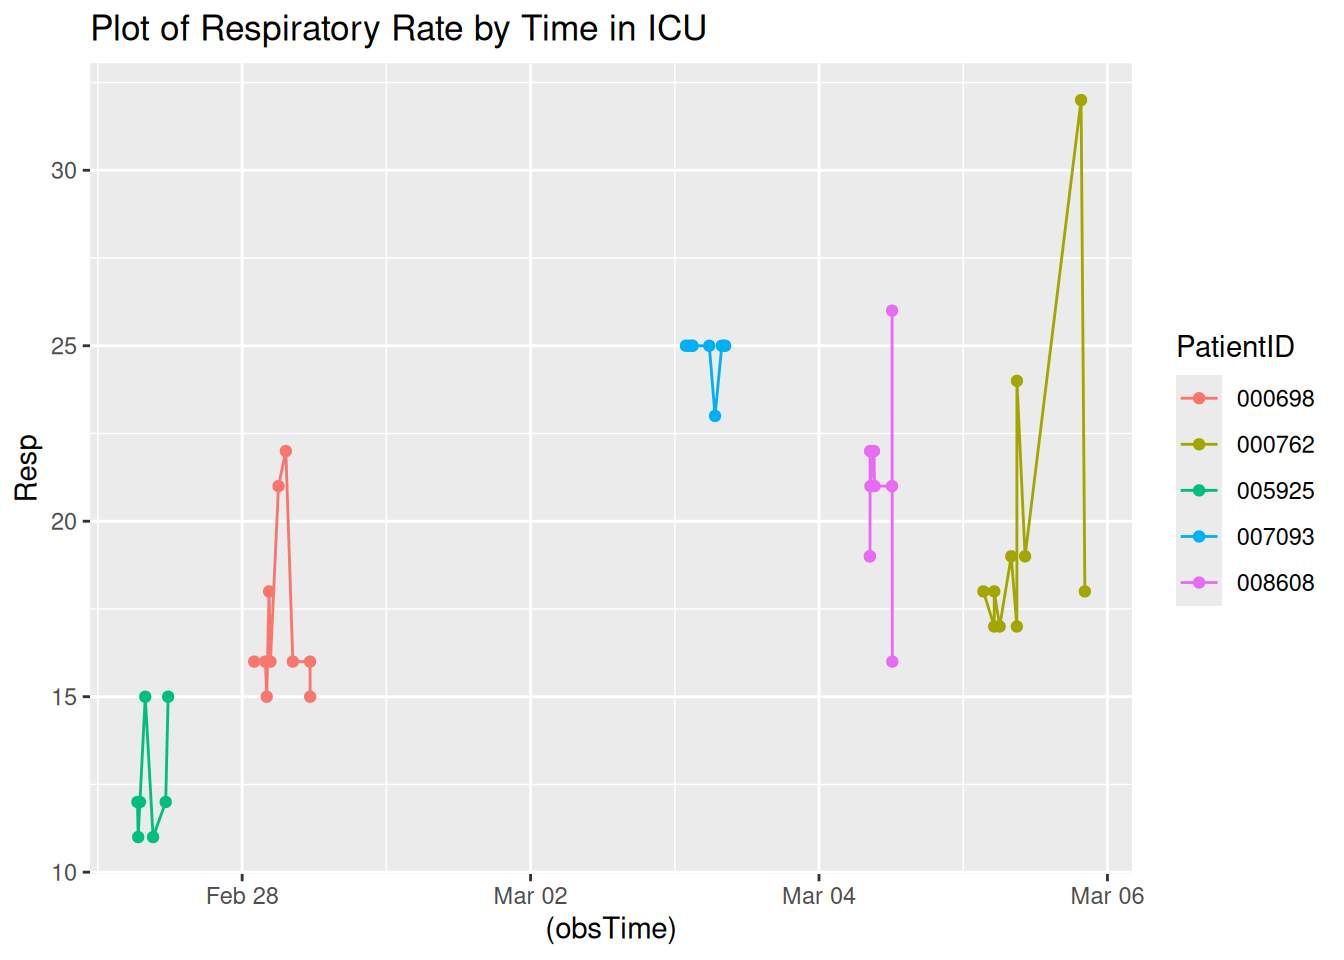 Plot of Respiratory Rate by Time in ICU
30
25
20
15
10
Resp
Feb 28
Mar 02
Mar 04
Mar 06
(obsTime)
PatientID
000698
000762
005925
007093
008608